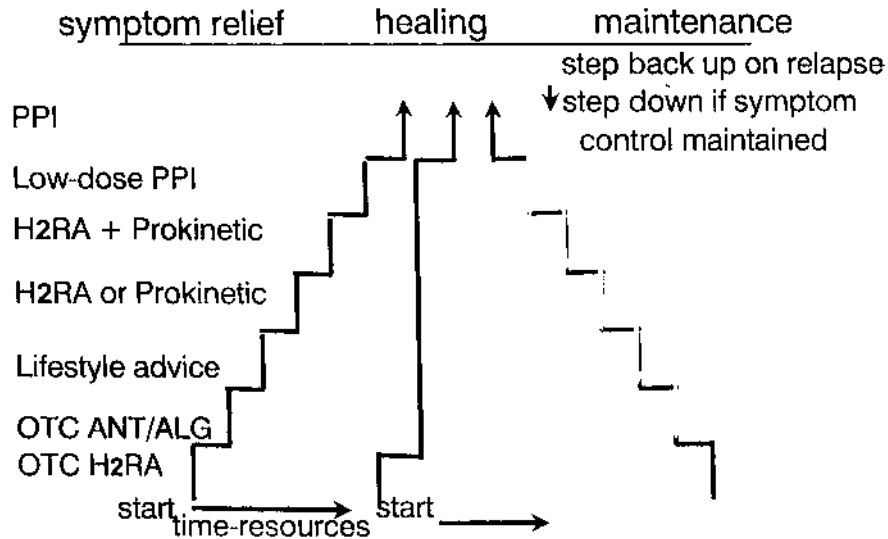 symptom relief healing maintenance
step back up on relapse
step down if symptom
control maintained
PPI
Low-dose PPI
H2RA + Prokinetic
H2RA or Prokinetic
Lifestyle advice
OTC ANT/ALG
OTC H2RA
start
time-resources
start